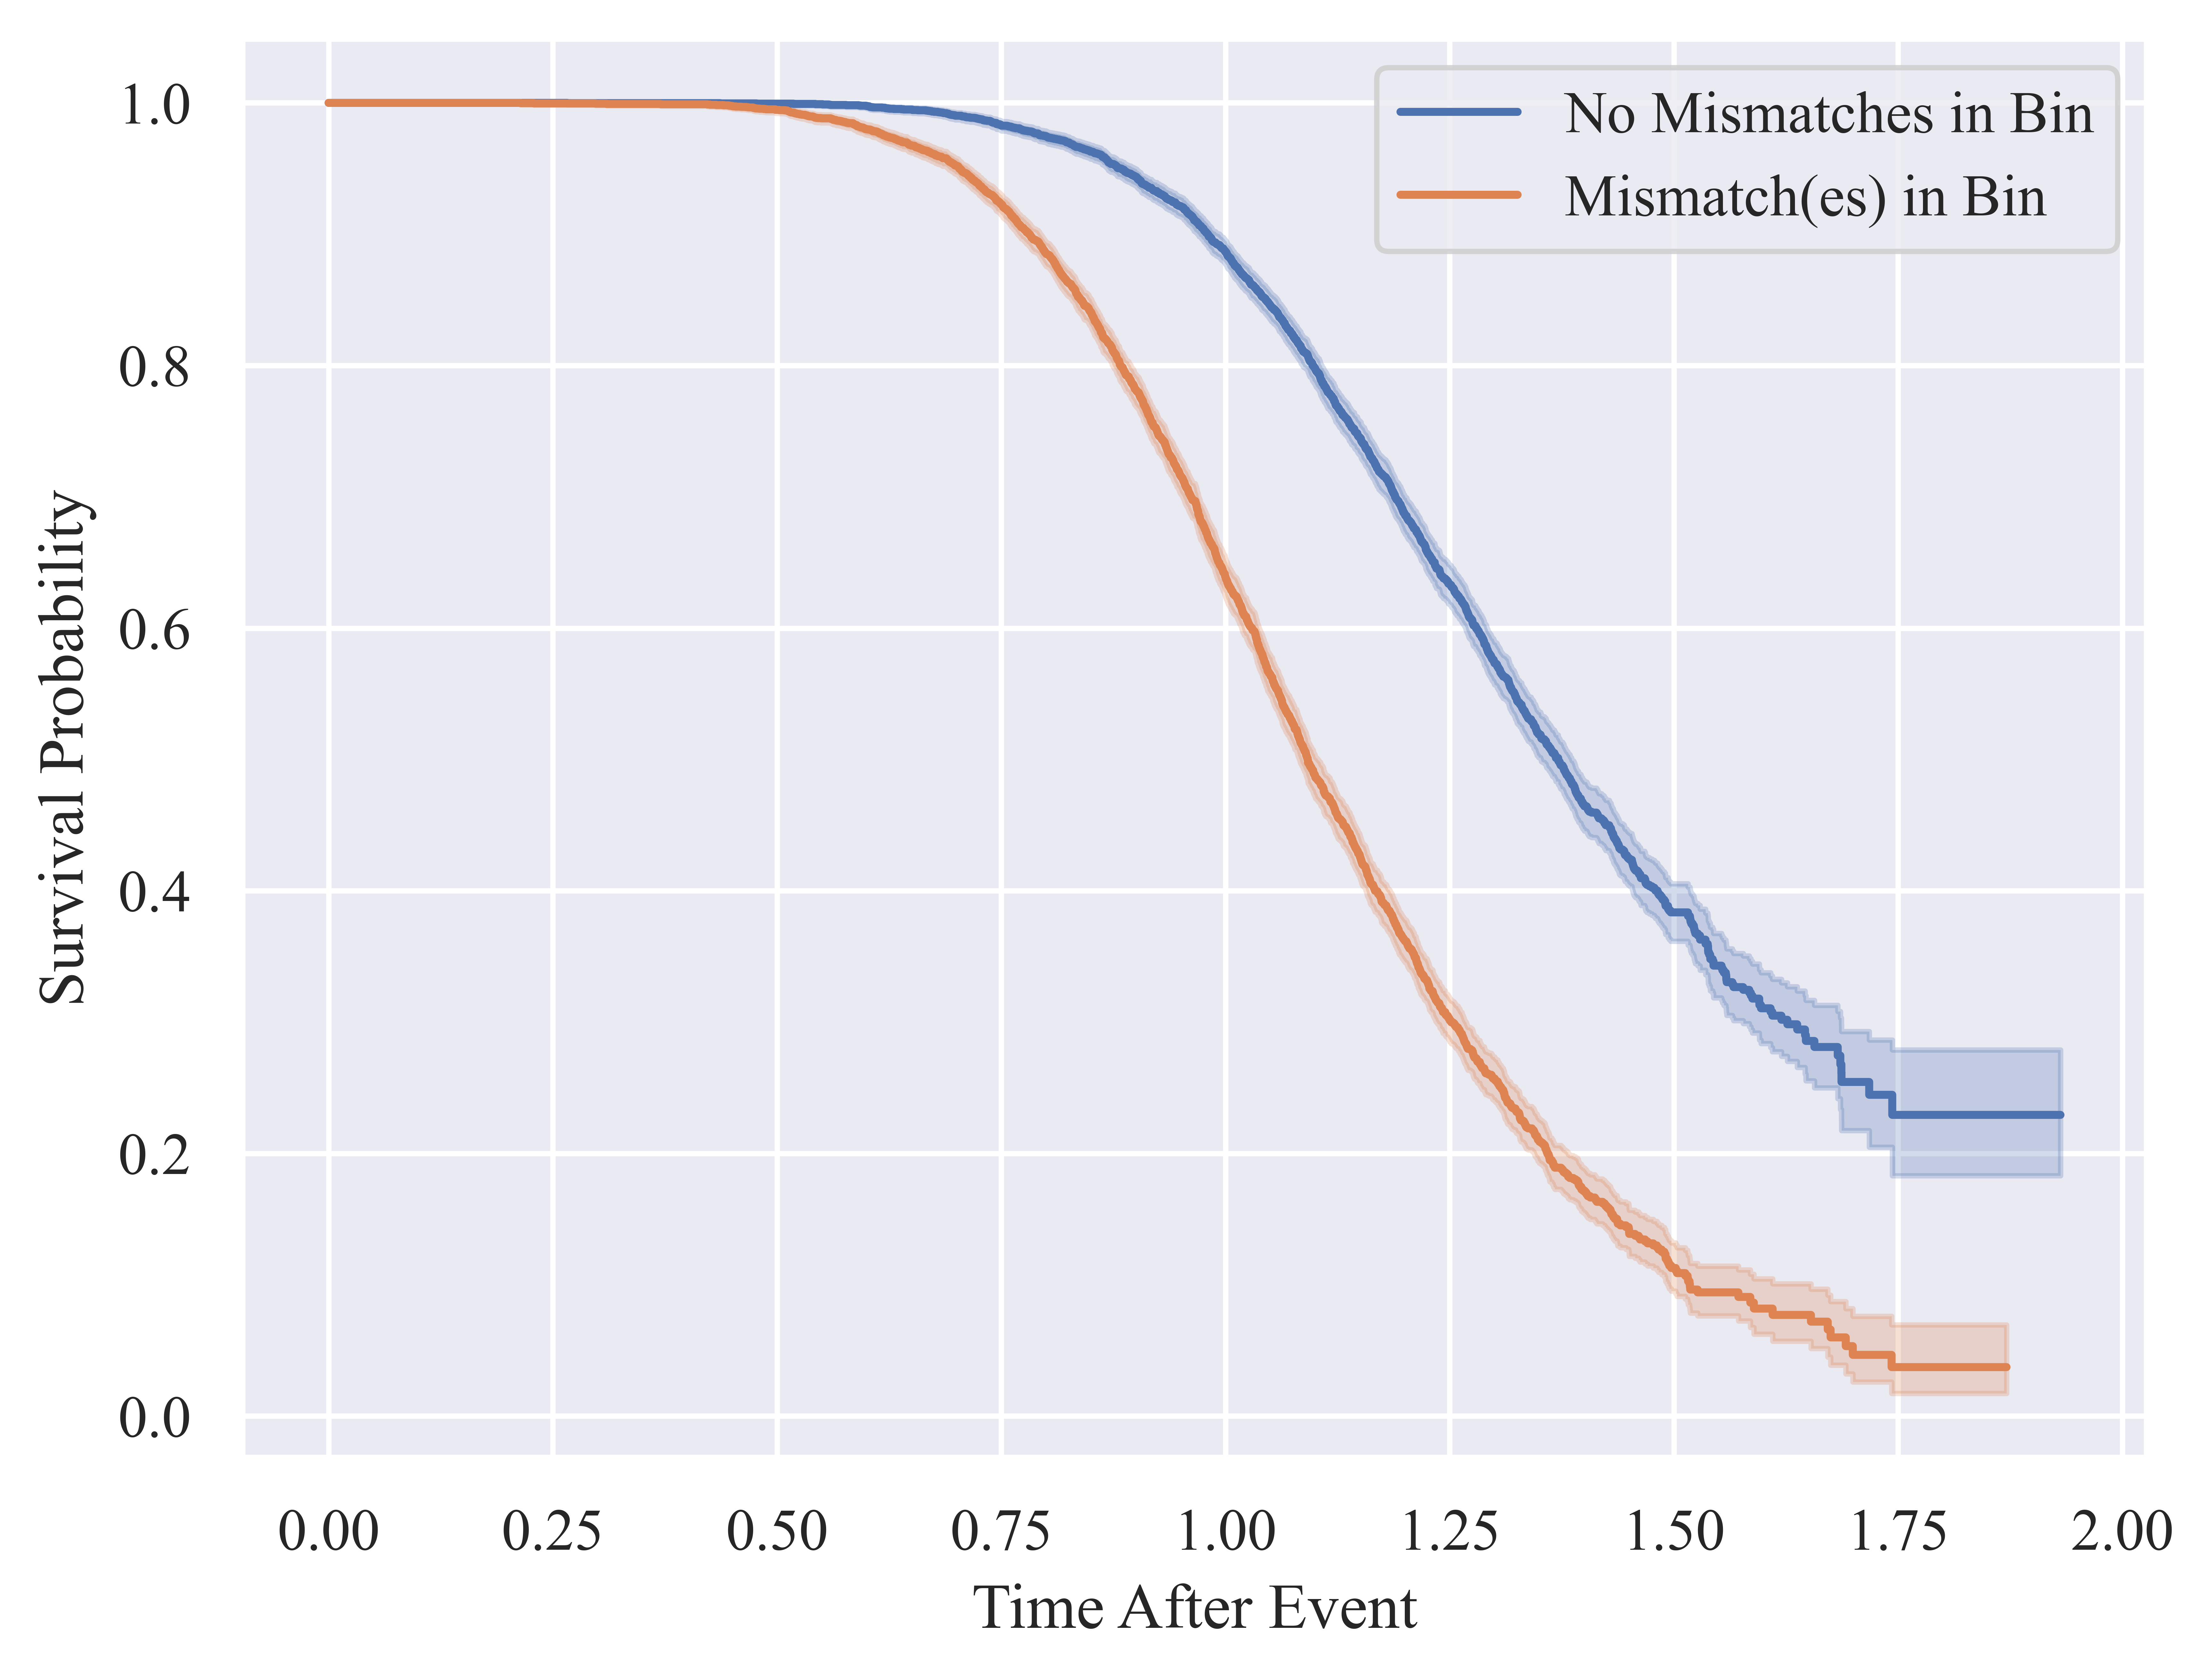 No Mismatches in Bin
Mismatch(es) in Bin
Survival Probability
1.0
0.8
0.6
0.4
0.2
0.0
0.00 0.25 0.50 0.75 1.00 1.25 1.50 1.75 2.00
Time After Event